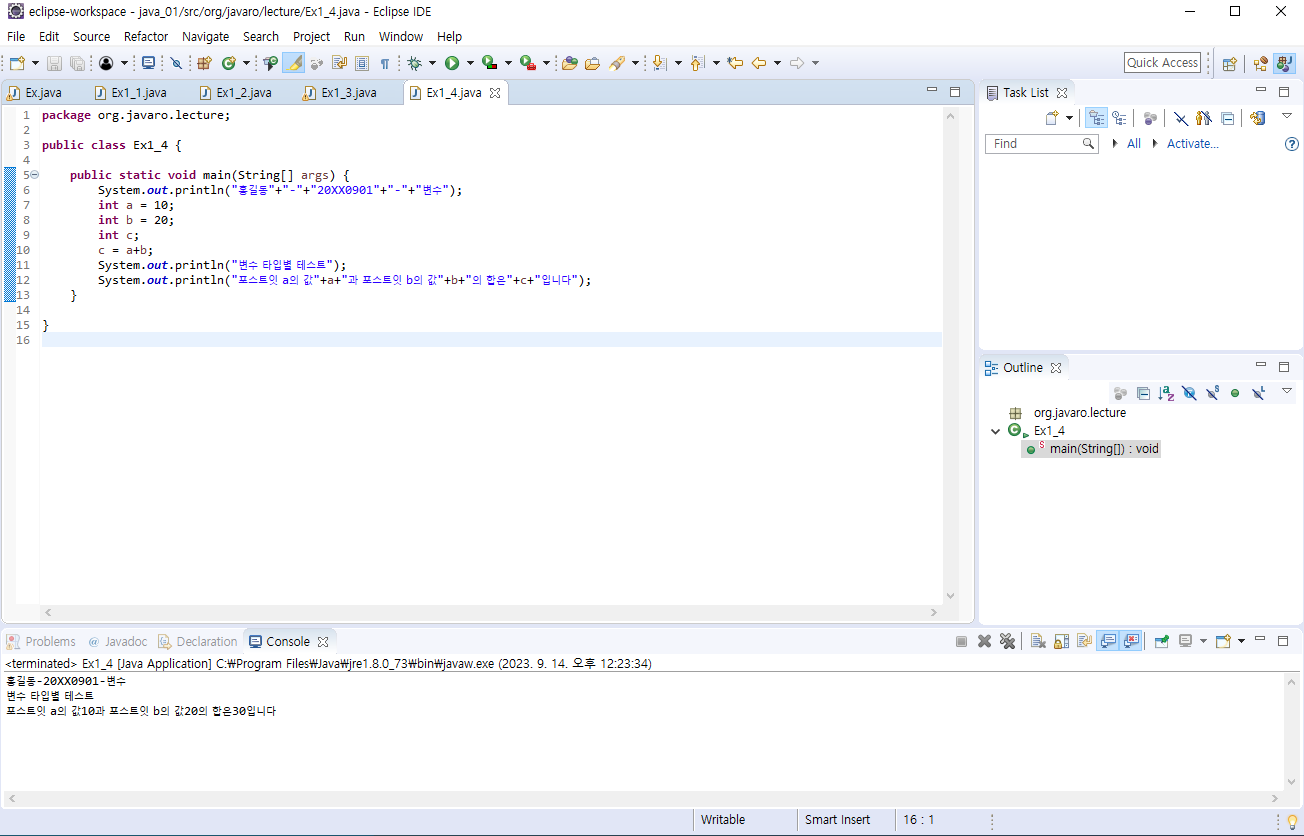 eclipse-workspace - java_01/src/org/javaro/lecture/Ex1_4.java - Eclipse IDE
File Edit Source Refactor Navigate Search Project Run Window Help
Quick Access
Ex.java Ex1_1.java Ex1_2.java Ex1_3.java Ex1_4.java
1 package org.javaro.lecture;
2
3 public class Ex1_4 {
4
5 public static void main(String[] args) {
6 System.out.println("홍길동"+"-"+"20XX0901"+"-"+"변수");
7 int a = 10;
8 int b = 20;
9 int c;
10 c = a+b;
11 System.out.println("변수 타입별 테스트");
12 System.out.println("포스트잇 a의 값"+a+"과 포스트잇 b의 값"+b+"의 합은"+c+"입니다");
13 }
14
15 }
16
Task List
Find All Activate...
Outline
org.javaro.lecture
Ex1_4
main(String[]) : void
Problems @ Javadoc Declaration Console
<terminated> Ex1_4 [Java Application] C:₩Program Files₩Java₩jre1.8.0_73₩bin₩javaw.exe (2023. 9. 14. 오후 12:23:34)
홍길동-20XX0901-변수
변수 타입별 테스트
포스트잇 a의 값10과 포스트잇 b의 값20의 합은30입니다
Writable Smart Insert 16 : 1